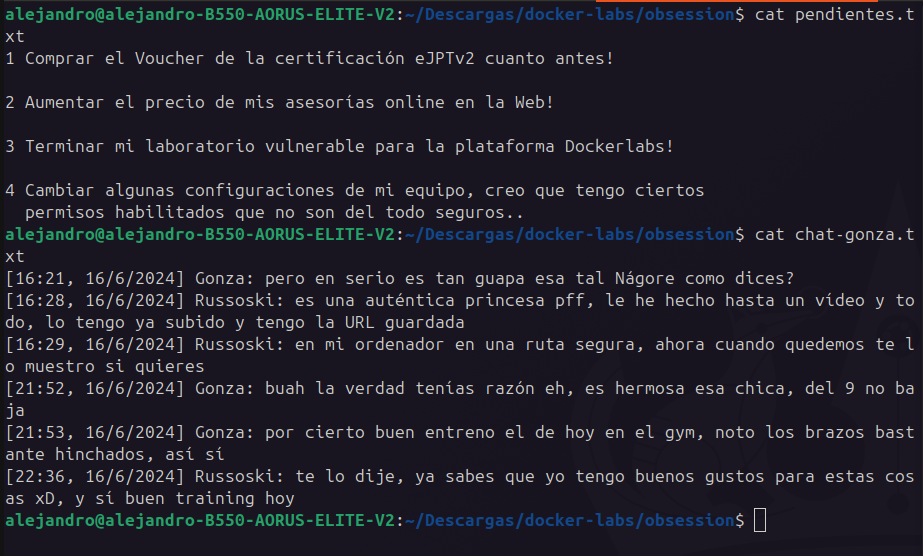 alejandro@alejandro-B550-AORUS-ELITE-V2:~/Descargas/docker-labs/obsession$ cat pendientes.t
xt
1 Comprar el Voucher de la certificación eJPTv2 cuanto antes!
2 Aumentar el precio de mis asesorías online en la Web!
3 Terminar mi laboratorio vulnerable para la plataforma Dockerlabs!
4 Cambiar algunas configuraciones de mi equipo, creo que tengo ciertos
  permisos habilitados que no son del todo seguros..
alejandro@alejandro-B550-AORUS-ELITE-V2:~/Descargas/docker-labs/obsession$ cat chat-gonza.t
xt
[16:21, 16/6/2024] Gonza: pero en serio es tan guapa esa tal Nágore como dices?
[16:28, 16/6/2024] Russoski: es una auténtica princesa pff, le he hecho hasta un vídeo y to
do, lo tengo ya subido y tengo la URL guardada
[16:29, 16/6/2024] Russoski: en mi ordenador en una ruta segura, ahora cuando quedemos te l
o muestro si quieres
[21:52, 16/6/2024] Gonza: buah la verdad tenías razón eh, es hermosa esa chica, del 9 no ba
ja
[21:53, 16/6/2024] Gonza: por cierto buen entreno el de hoy en el gym, noto los brazos bast
ante hinchados, así sí
[22:36, 16/6/2024] Russoski: te lo dije, ya sabes que yo tengo buenos gustos para estas cos
as xD, y sí buen training hoy
alejandro@alejandro-B550-AORUS-ELITE-V2:~/Descargas/docker-labs/obsession$